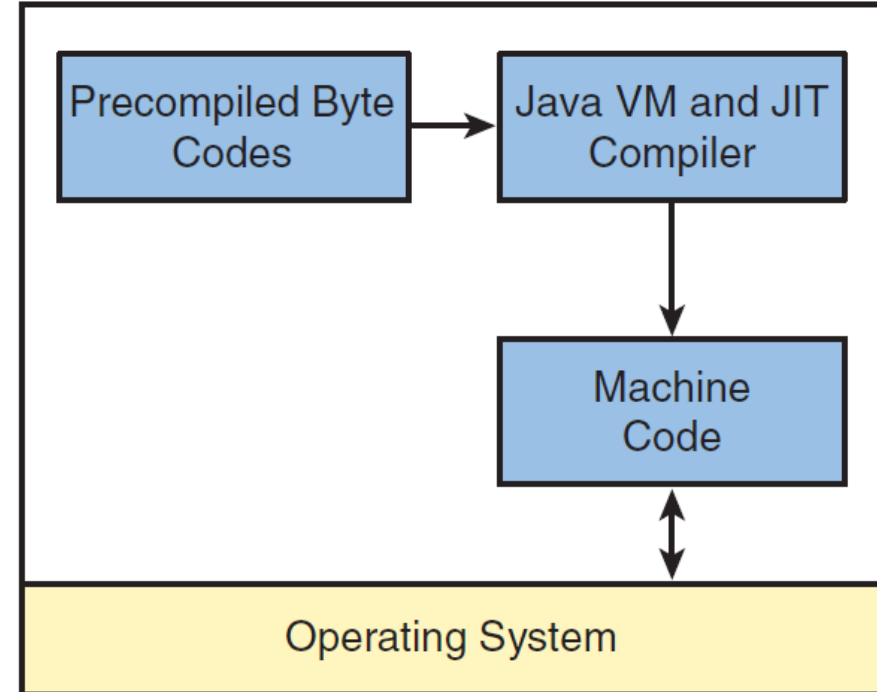 Precompiled Byte
Codes
Java VM and JIT
Compiler
Machine
Code
Operating System